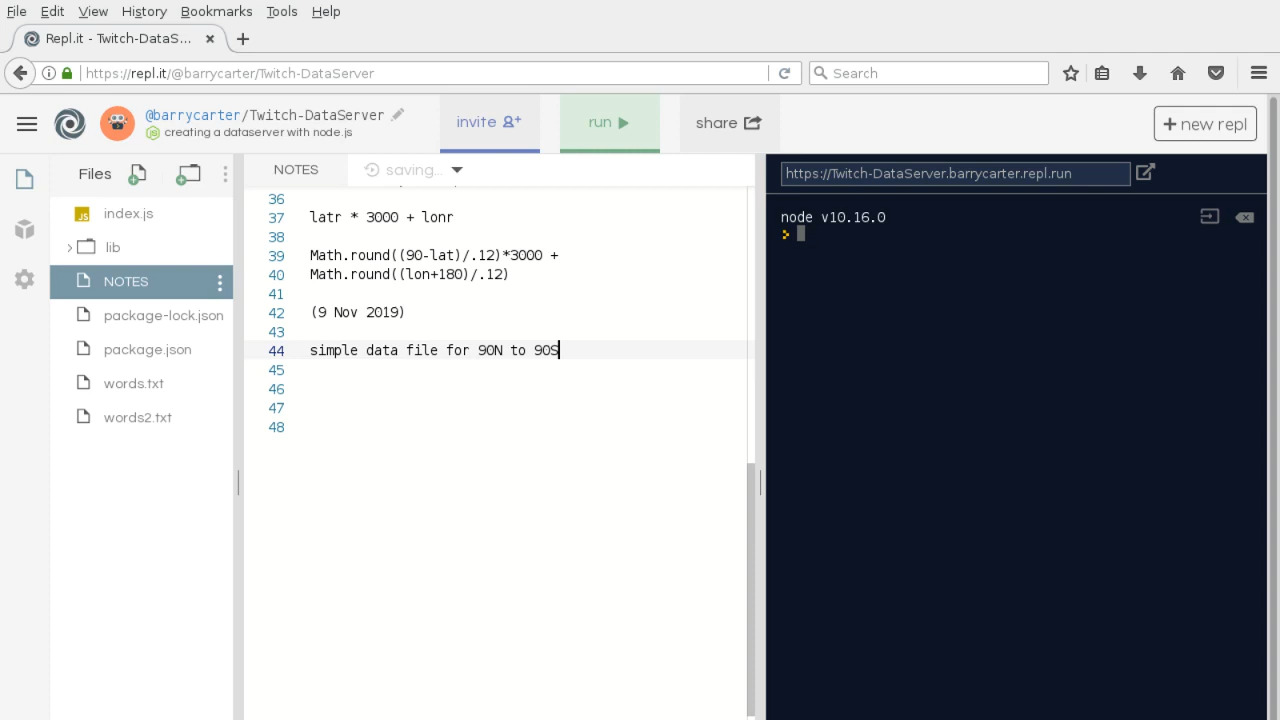 File Edit View History Bookmarks Tools Help
Repl.it - Twitch-DataS...
https://repl.it/@barrycarter/Twitch-DataServer
Search
@barrycarter/Twitch-DataServer
creating a dataserver with node.js
invite
run
share
+ new repl
Files
JS index.js
lib
NOTES
package-lock.json
package.json
words.txt
words2.txt
NOTES
saving...
36
37 latr * 3000 + lonr
38
39 Math.round((90-lat)/.12)*3000 +
40 Math.round((lon+180)/.12)
41
42 (9 Nov 2019)
43
44 simple data file for 90N to 90S
45
46
47
48
https://Twitch-DataServer.barrycarter.repl.run
node v10.16.0